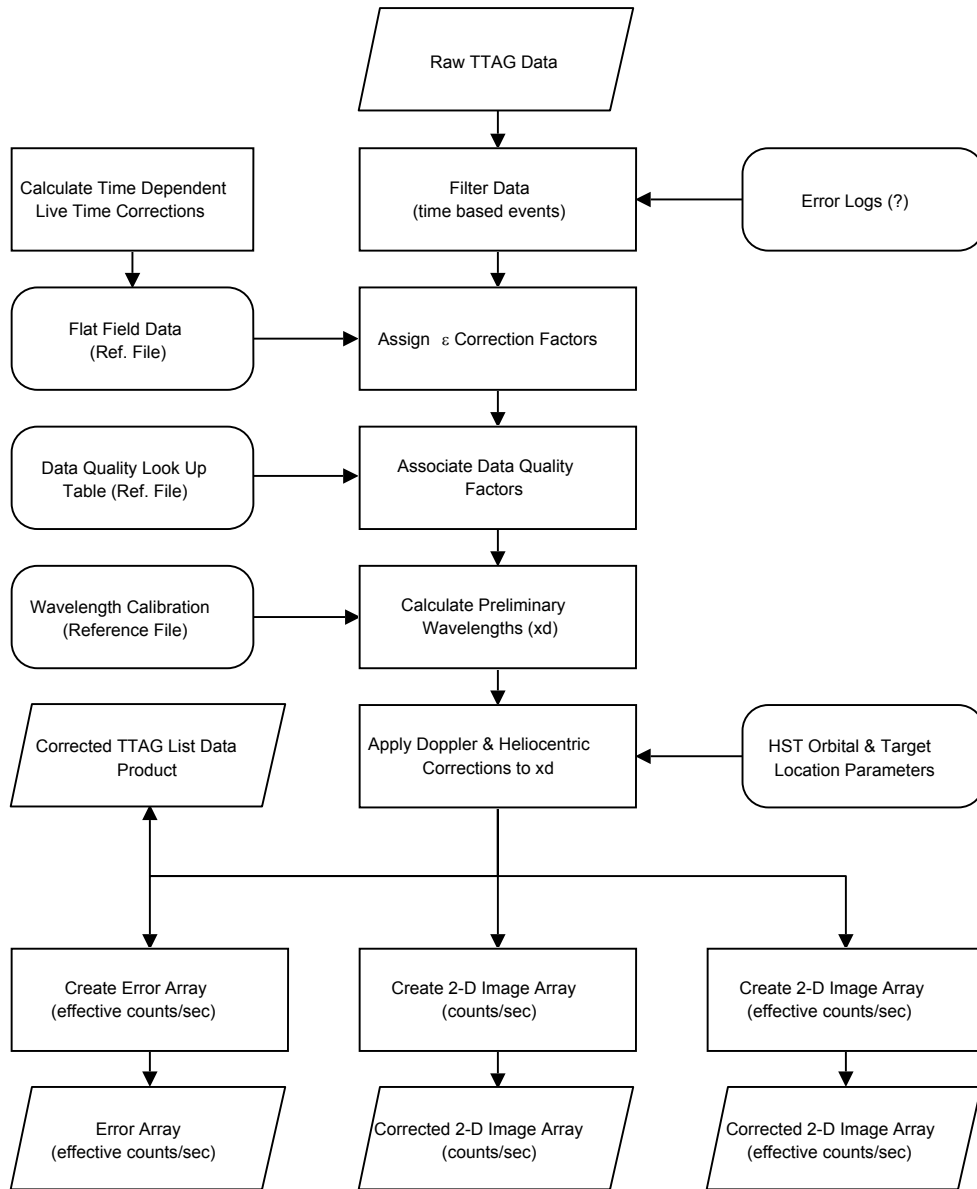 Raw TTAG Data
Calculate Time Dependent
Live Time Corrections
Filter Data
(time based events)
Error Logs (?)
Flat Field Data
(Ref. File)
Assign ε Correction Factors
Data Quality Look Up
Table (Ref. File)
Associate Data Quality
Factors
Wavelength Calibration
(Reference File)
Calculate Preliminary
Wavelengths (xd)
Corrected TTAG List Data
Product
Apply Doppler & Heliocentric
Corrections to xd
HST Orbital & Target
Location Parameters
Create Error Array
(effective counts/sec)
Create 2-D Image Array
(counts/sec)
Create 2-D Image Array
(effective counts/sec)
Error Array
(effective counts/sec)
Corrected 2-D Image Array
(counts/sec)
Corrected 2-D Image Array
(effective counts/sec)